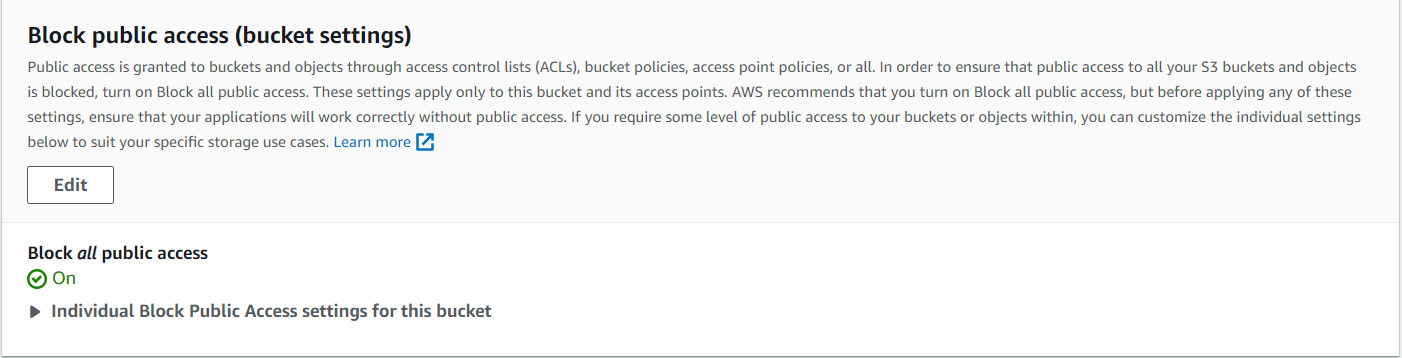 Block public access (bucket settings)
Public access is granted to buckets and objects through access control lists (ACLs), bucket policies, access point policies, or all. In order to ensure that public access to all your S3 buckets and objects
is blocked, turn on Block all public access. These settings apply only to this bucket and its access points. AWS recommends that you turn on Block all public access, but before applying any of these
settings, ensure that your applications will work correctly without public access. If you require some level of public access to your buckets or objects within, you can customize the individual settings
below to suit your specific storage use cases. Learn more
Edit
Block all public access
On
Individual Block Public Access settings for this bucket